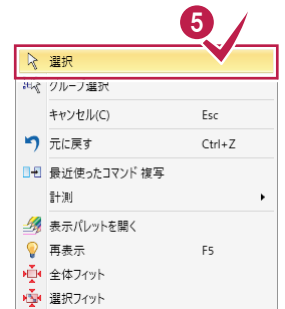 5
選択
グループ選択
キャンセル(C) Esc
元に戻す Ctrl+Z
最近使ったコマンド 複写
計測
表示パレットを開く
再表示 F5
全体フィット
選択フィット